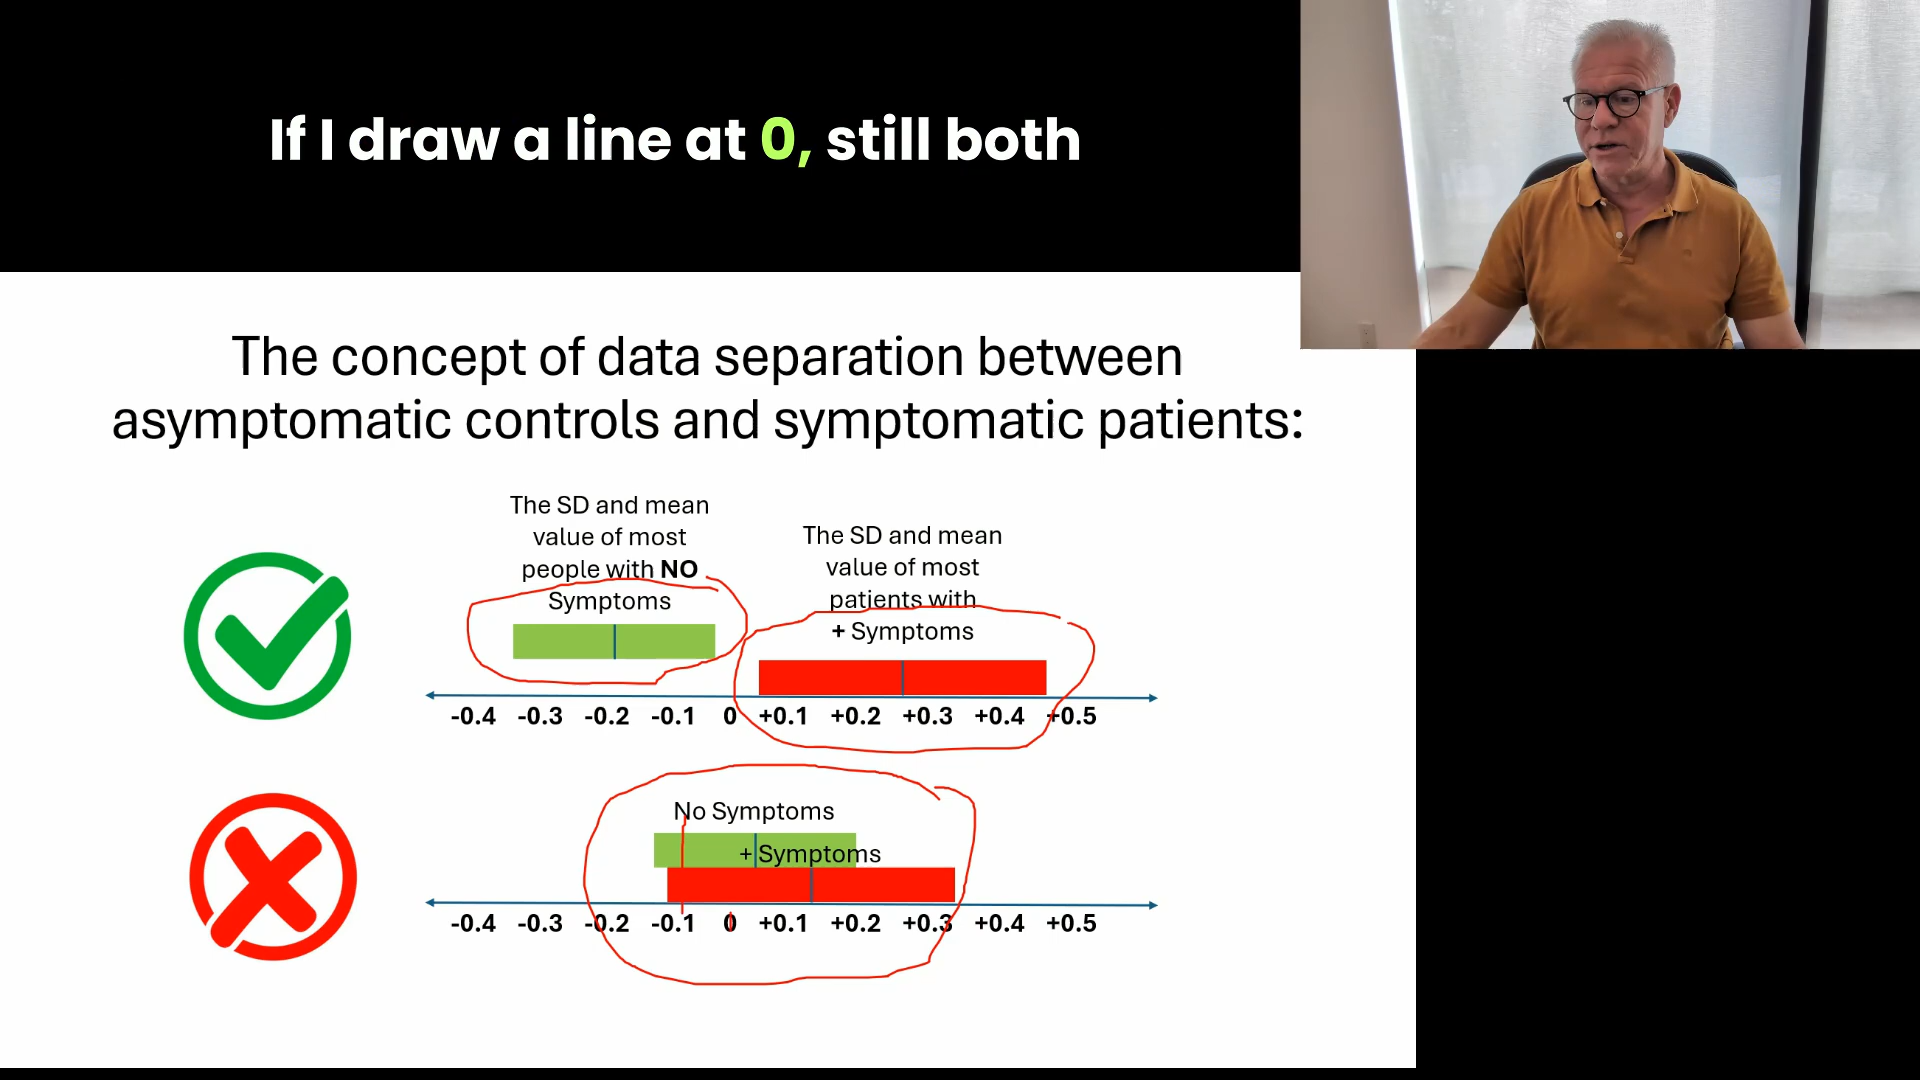 If I draw a line at 0, still both
The concept of data separation between
asymptomatic controls and symptomatic patients:
The SD and mean
value of most
people with NO
Symptoms
The SD and mean
value of most
patients with
+ Symptoms
-0.4 -0.3 -0.2 -0.1 0 +0.1 +0.2 +0.3 +0.4 +0.5
No Symptoms
+ Symptoms
-0.4 -0.3 -0.2 -0.1 0 +0.1 +0.2 +0.3 +0.4 +0.5